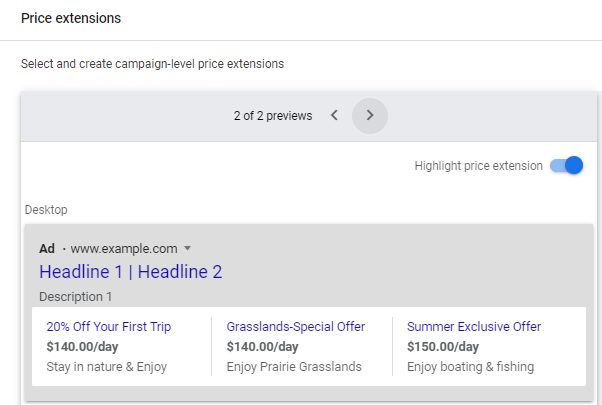 Price extensions
Select and create campaign-level price extensions
2 of 2 previews
Highlight price extension
Desktop
Ad · www.example.com
Headline 1 | Headline 2
Description 1
20% Off Your First Trip
$140.00/day
Stay in nature & Enjoy
Grasslands-Special Offer
$140.00/day
Enjoy Prairie Grasslands
Summer Exclusive Offer
$150.00/day
Enjoy boating & fishing